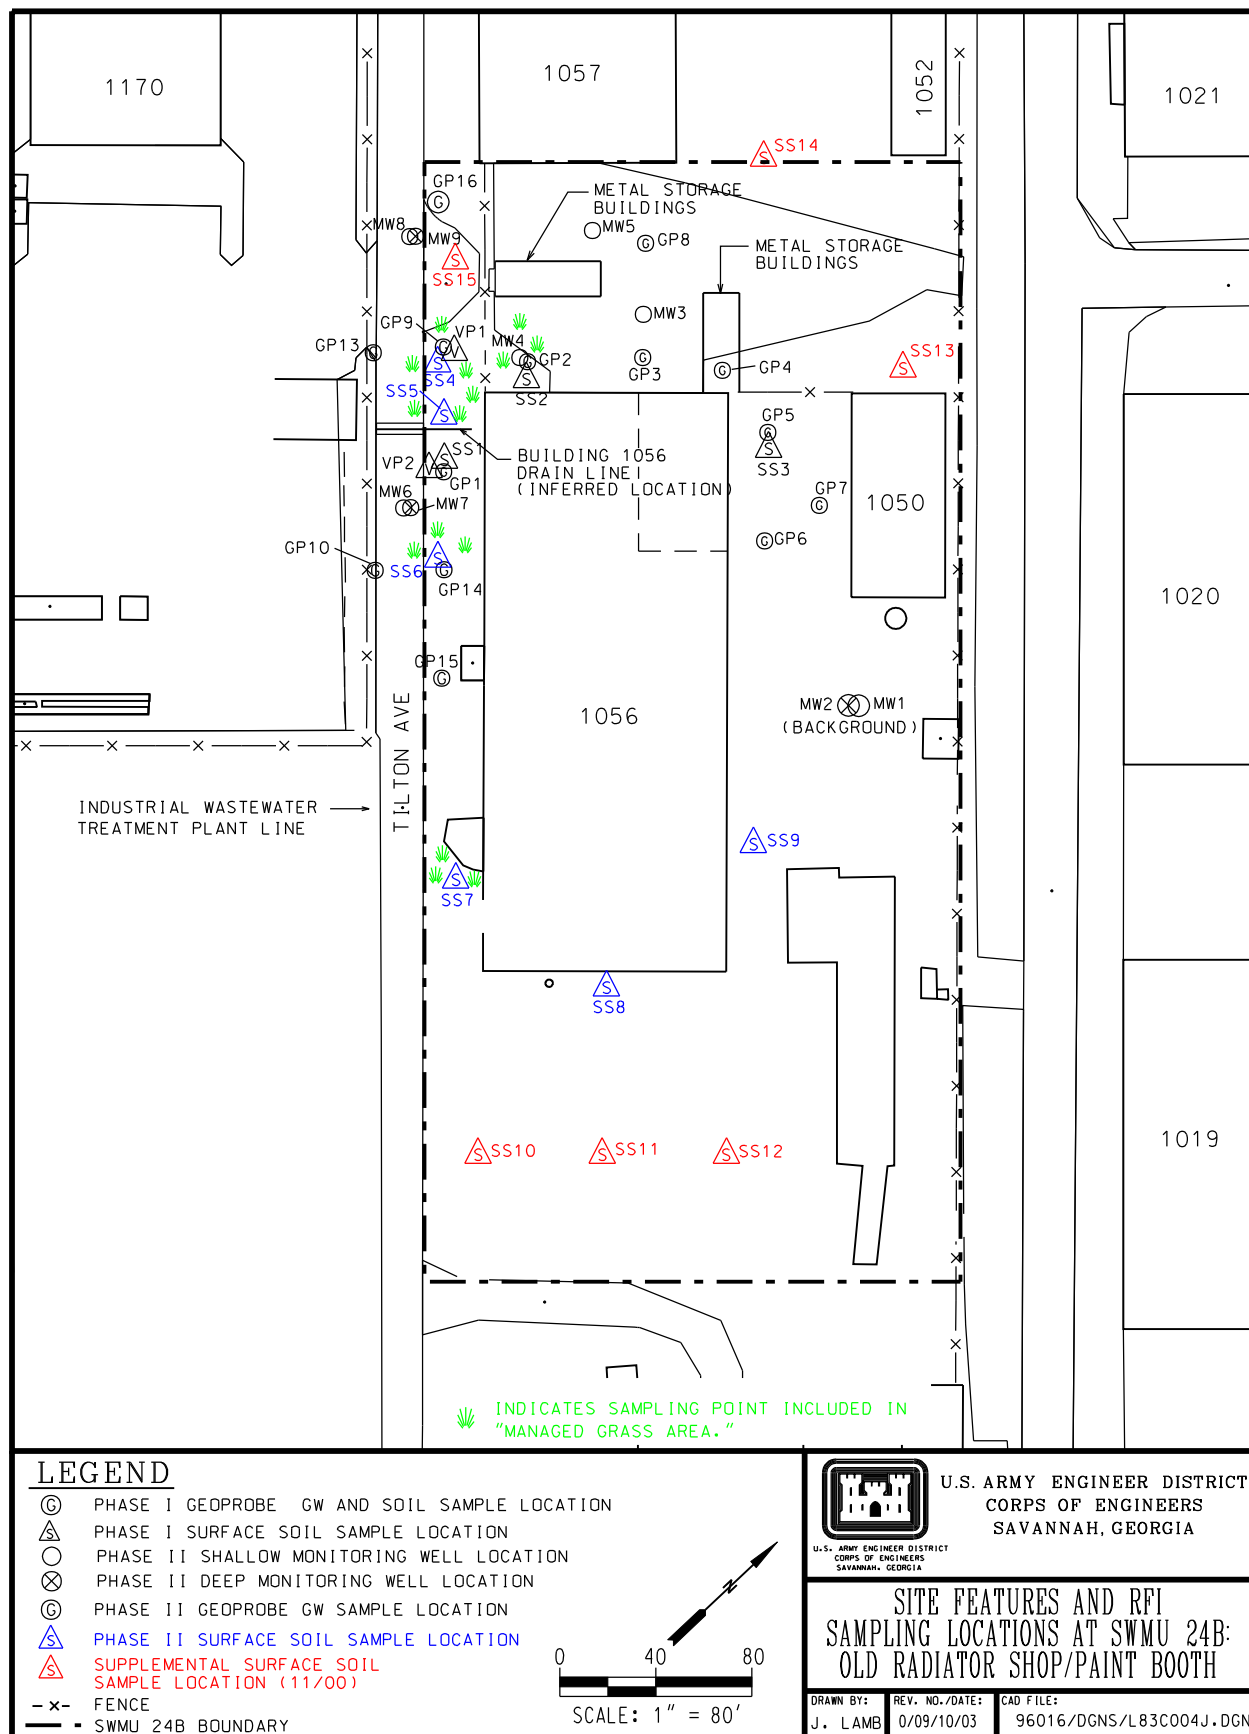 1170
1057
1052
1021
SS14
GP16
METAL STORAGE
BUILDINGS
MW8
MW9
MW5
GP8
METAL STORAGE
BUILDINGS
SS15
GP9
VP1
MW3
GP13
MW4
GP2
GP3
GP4
SS13
SS4
SS5
SS2
GP5
SS1
VP2
GP1
BUILDING 1056
DRAIN LINE
(INFERRED LOCATION)
SS3
MW6
MW7
GP7
1050
GP10
SS6
GP6
GP14
1020
GP15
1056
MW2
MW1
(BACKGROUND)
TILTON AVE
INDUSTRIAL WASTEWATER
TREATMENT PLANT LINE
SS9
SS7
SS8
SS10
SS11
SS12
1019
INDICATES SAMPLING POINT INCLUDED IN
"MANAGED GRASS AREA."
LEGEND
G PHASE I GEOPROBE GW AND SOIL SAMPLE LOCATION
S PHASE I SURFACE SOIL SAMPLE LOCATION
PHASE II SHALLOW MONITORING WELL LOCATION
PHASE II DEEP MONITORING WELL LOCATION
G PHASE II GEOPROBE GW SAMPLE LOCATION
S PHASE II SURFACE SOIL SAMPLE LOCATION
S SUPPLEMENTAL SURFACE SOIL
SAMPLE LOCATION (11/00)
-x- FENCE
SWMU 24B BOUNDARY
N
0 40 80
SCALE: 1" = 80'
U.S. ARMY ENGINEER DISTRICT
CORPS OF ENGINEERS
SAVANNAH, GEORGIA
U.S. ARMY ENGINEER DISTRICT
CORPS OF ENGINEERS
SAVANNAH, GEORGIA
SITE FEATURES AND RFI
SAMPLING LOCATIONS AT SWMU 24B:
OLD RADIATOR SHOP/PAINT BOOTH
DRAWN BY:
J. LAMB
REV. NO./DATE:
0/09/10/03
CAD FILE:
96016/DGNS/L83C004J.DGN